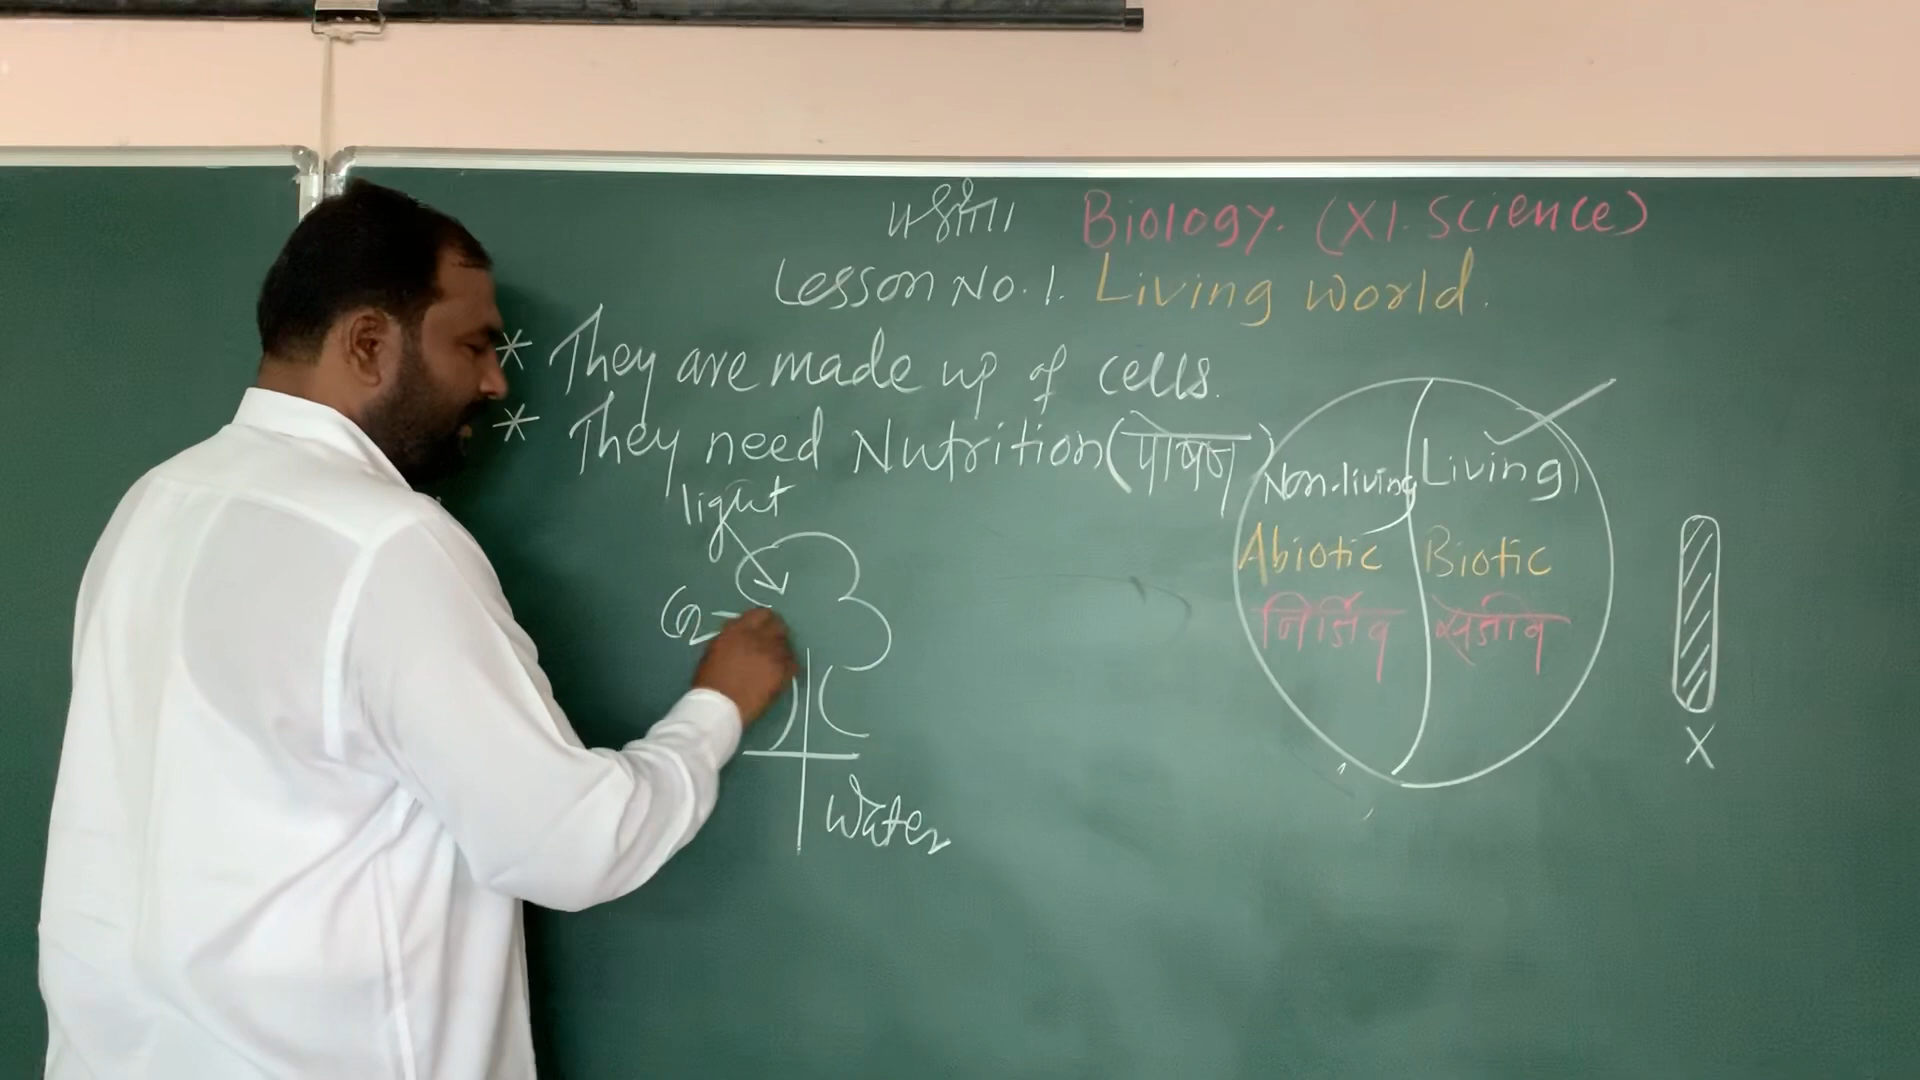 Biology. (XI. Science)
Lesson No. 1. Living world.
* They are made up of cells.
* They need Nutrition (पोषण)
light
Water
Non-living Living
Abiotic Biotic
निर्जिव सजीव
X